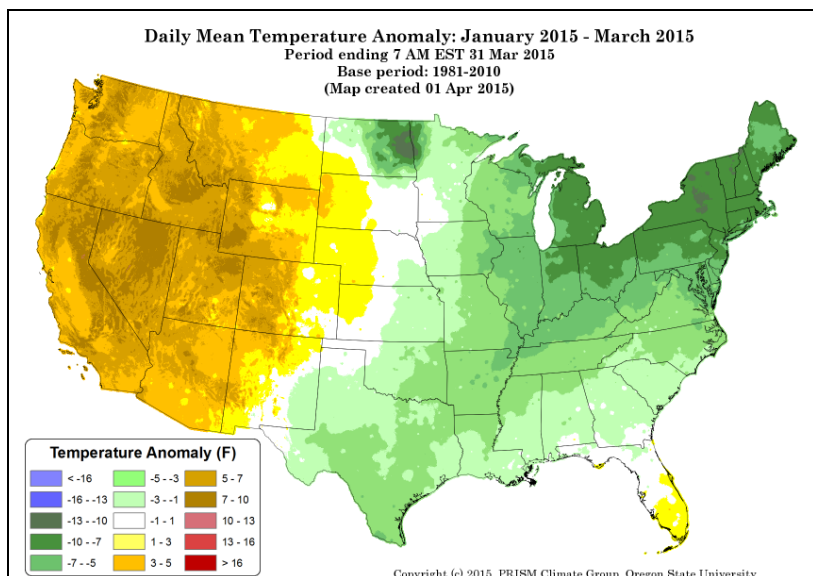 Daily Mean Temperature Anomaly: January 2015 - March 2015
Period ending 7 AM EST 31 Mar 2015
Base period: 1981-2010
(Map created 01 Apr 2015)
Temperature Anomaly (F)
< -16
-5 - -3
5 - 7
-16 - -13
-3 - -1
7 - 10
-13 - -10
-1 - 1
10 - 13
-10 - -7
1 - 3
13 - 16
-7 - -5
3 - 5
> 16
Copyright (c) 2015, PRISM Climate Group, Oregon State University